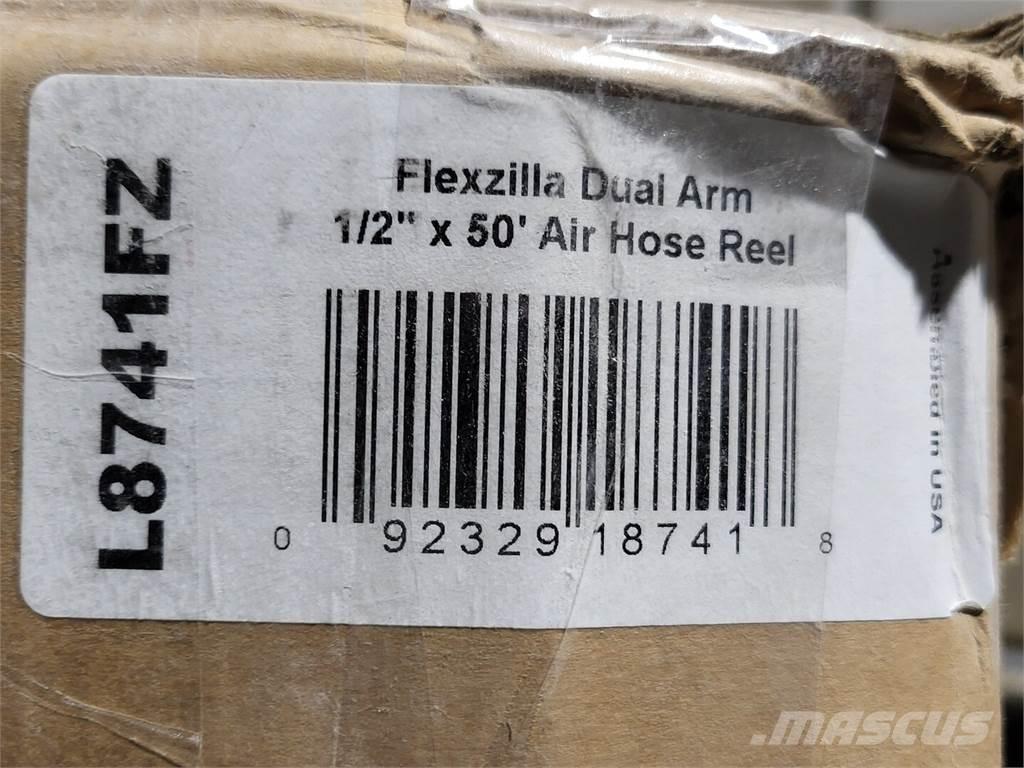 L8741FZ
Flexzilla Dual Arm
1/2" x 50' Air Hose Reel
0 92329 18741 8
Assembled in USA
MASCUS